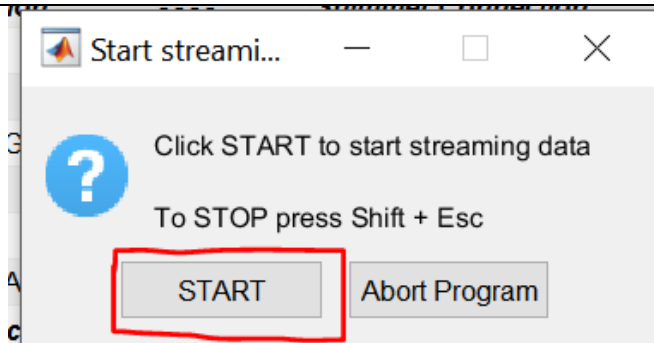 Start streami...
Click START to start streaming data
To STOP press Shift + Esc
START
Abort Program